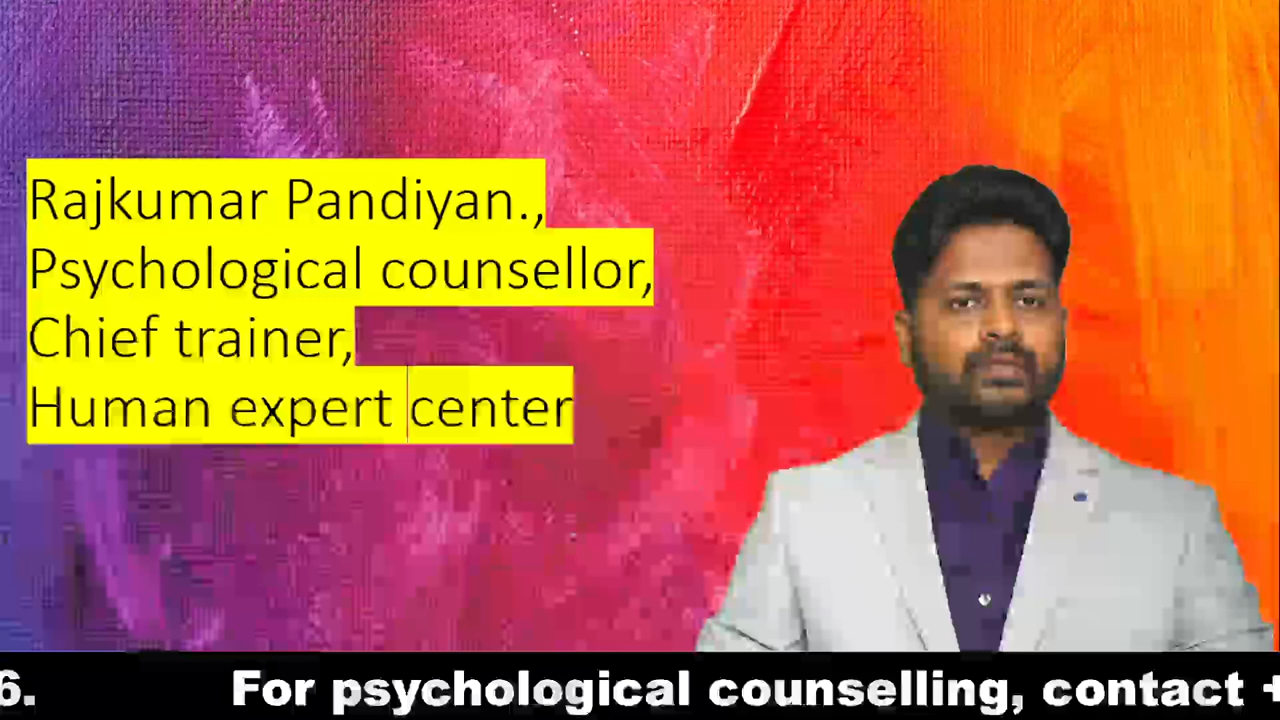 Rajkumar Pandiyan.,
Psychological counsellor,
Chief trainer,
Human expert center
6. For psychological counselling, contact +